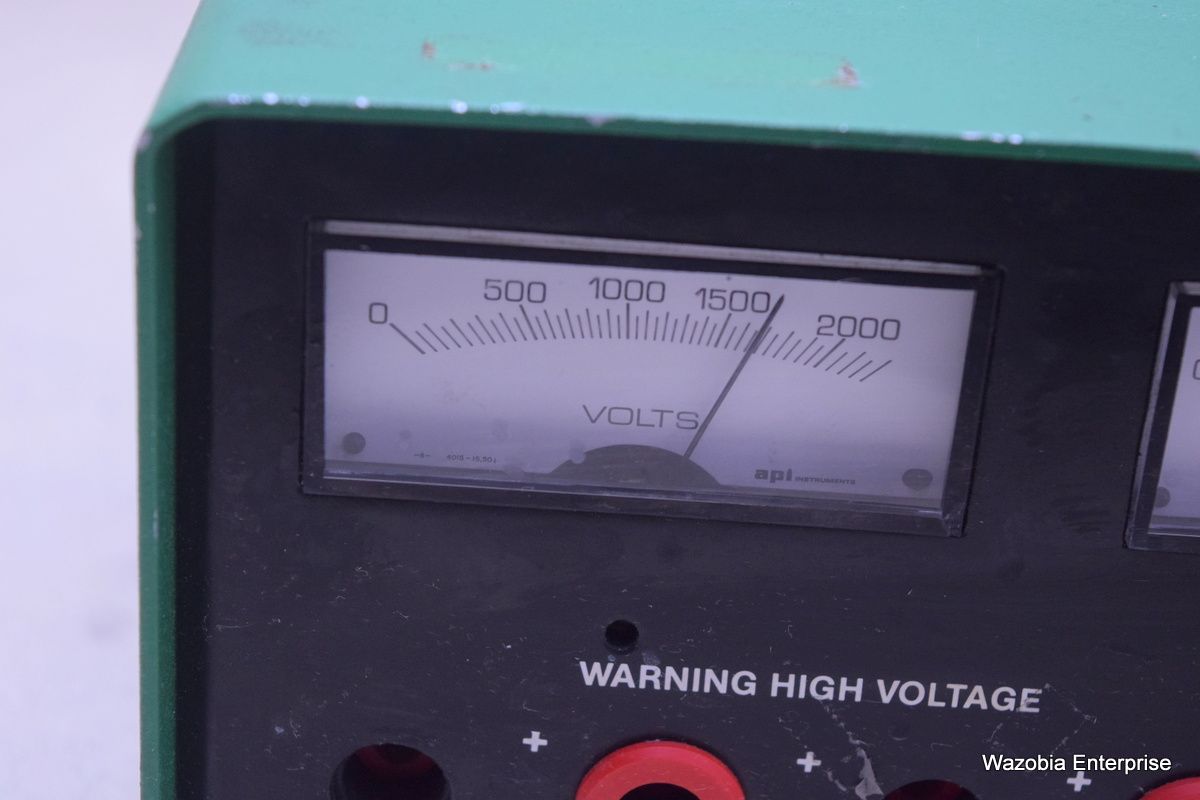 0 500 1000 1500 2000
VOLTS
api INSTRUMENTS
WARNING HIGH VOLTAGE
+ + +
Wazobia Enterprise